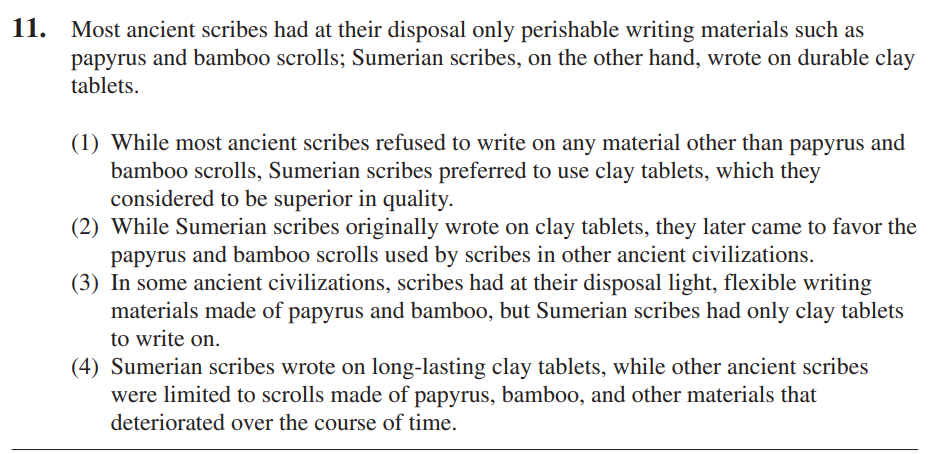 11. Most ancient scribes had at their disposal only perishable writing materials such as
papyrus and bamboo scrolls; Sumerian scribes, on the other hand, wrote on durable clay
tablets.
(1) While most ancient scribes refused to write on any material other than papyrus and
bamboo scrolls, Sumerian scribes preferred to use clay tablets, which they
considered to be superior in quality.
(2) While Sumerian scribes originally wrote on clay tablets, they later came to favor the
papyrus and bamboo scrolls used by scribes in other ancient civilizations.
(3) In some ancient civilizations, scribes had at their disposal light, flexible writing
materials made of papyrus and bamboo, but Sumerian scribes had only clay tablets
to write on.
(4) Sumerian scribes wrote on long-lasting clay tablets, while other ancient scribes
were limited to scrolls made of papyrus, bamboo, and other materials that
deteriorated over the course of time.